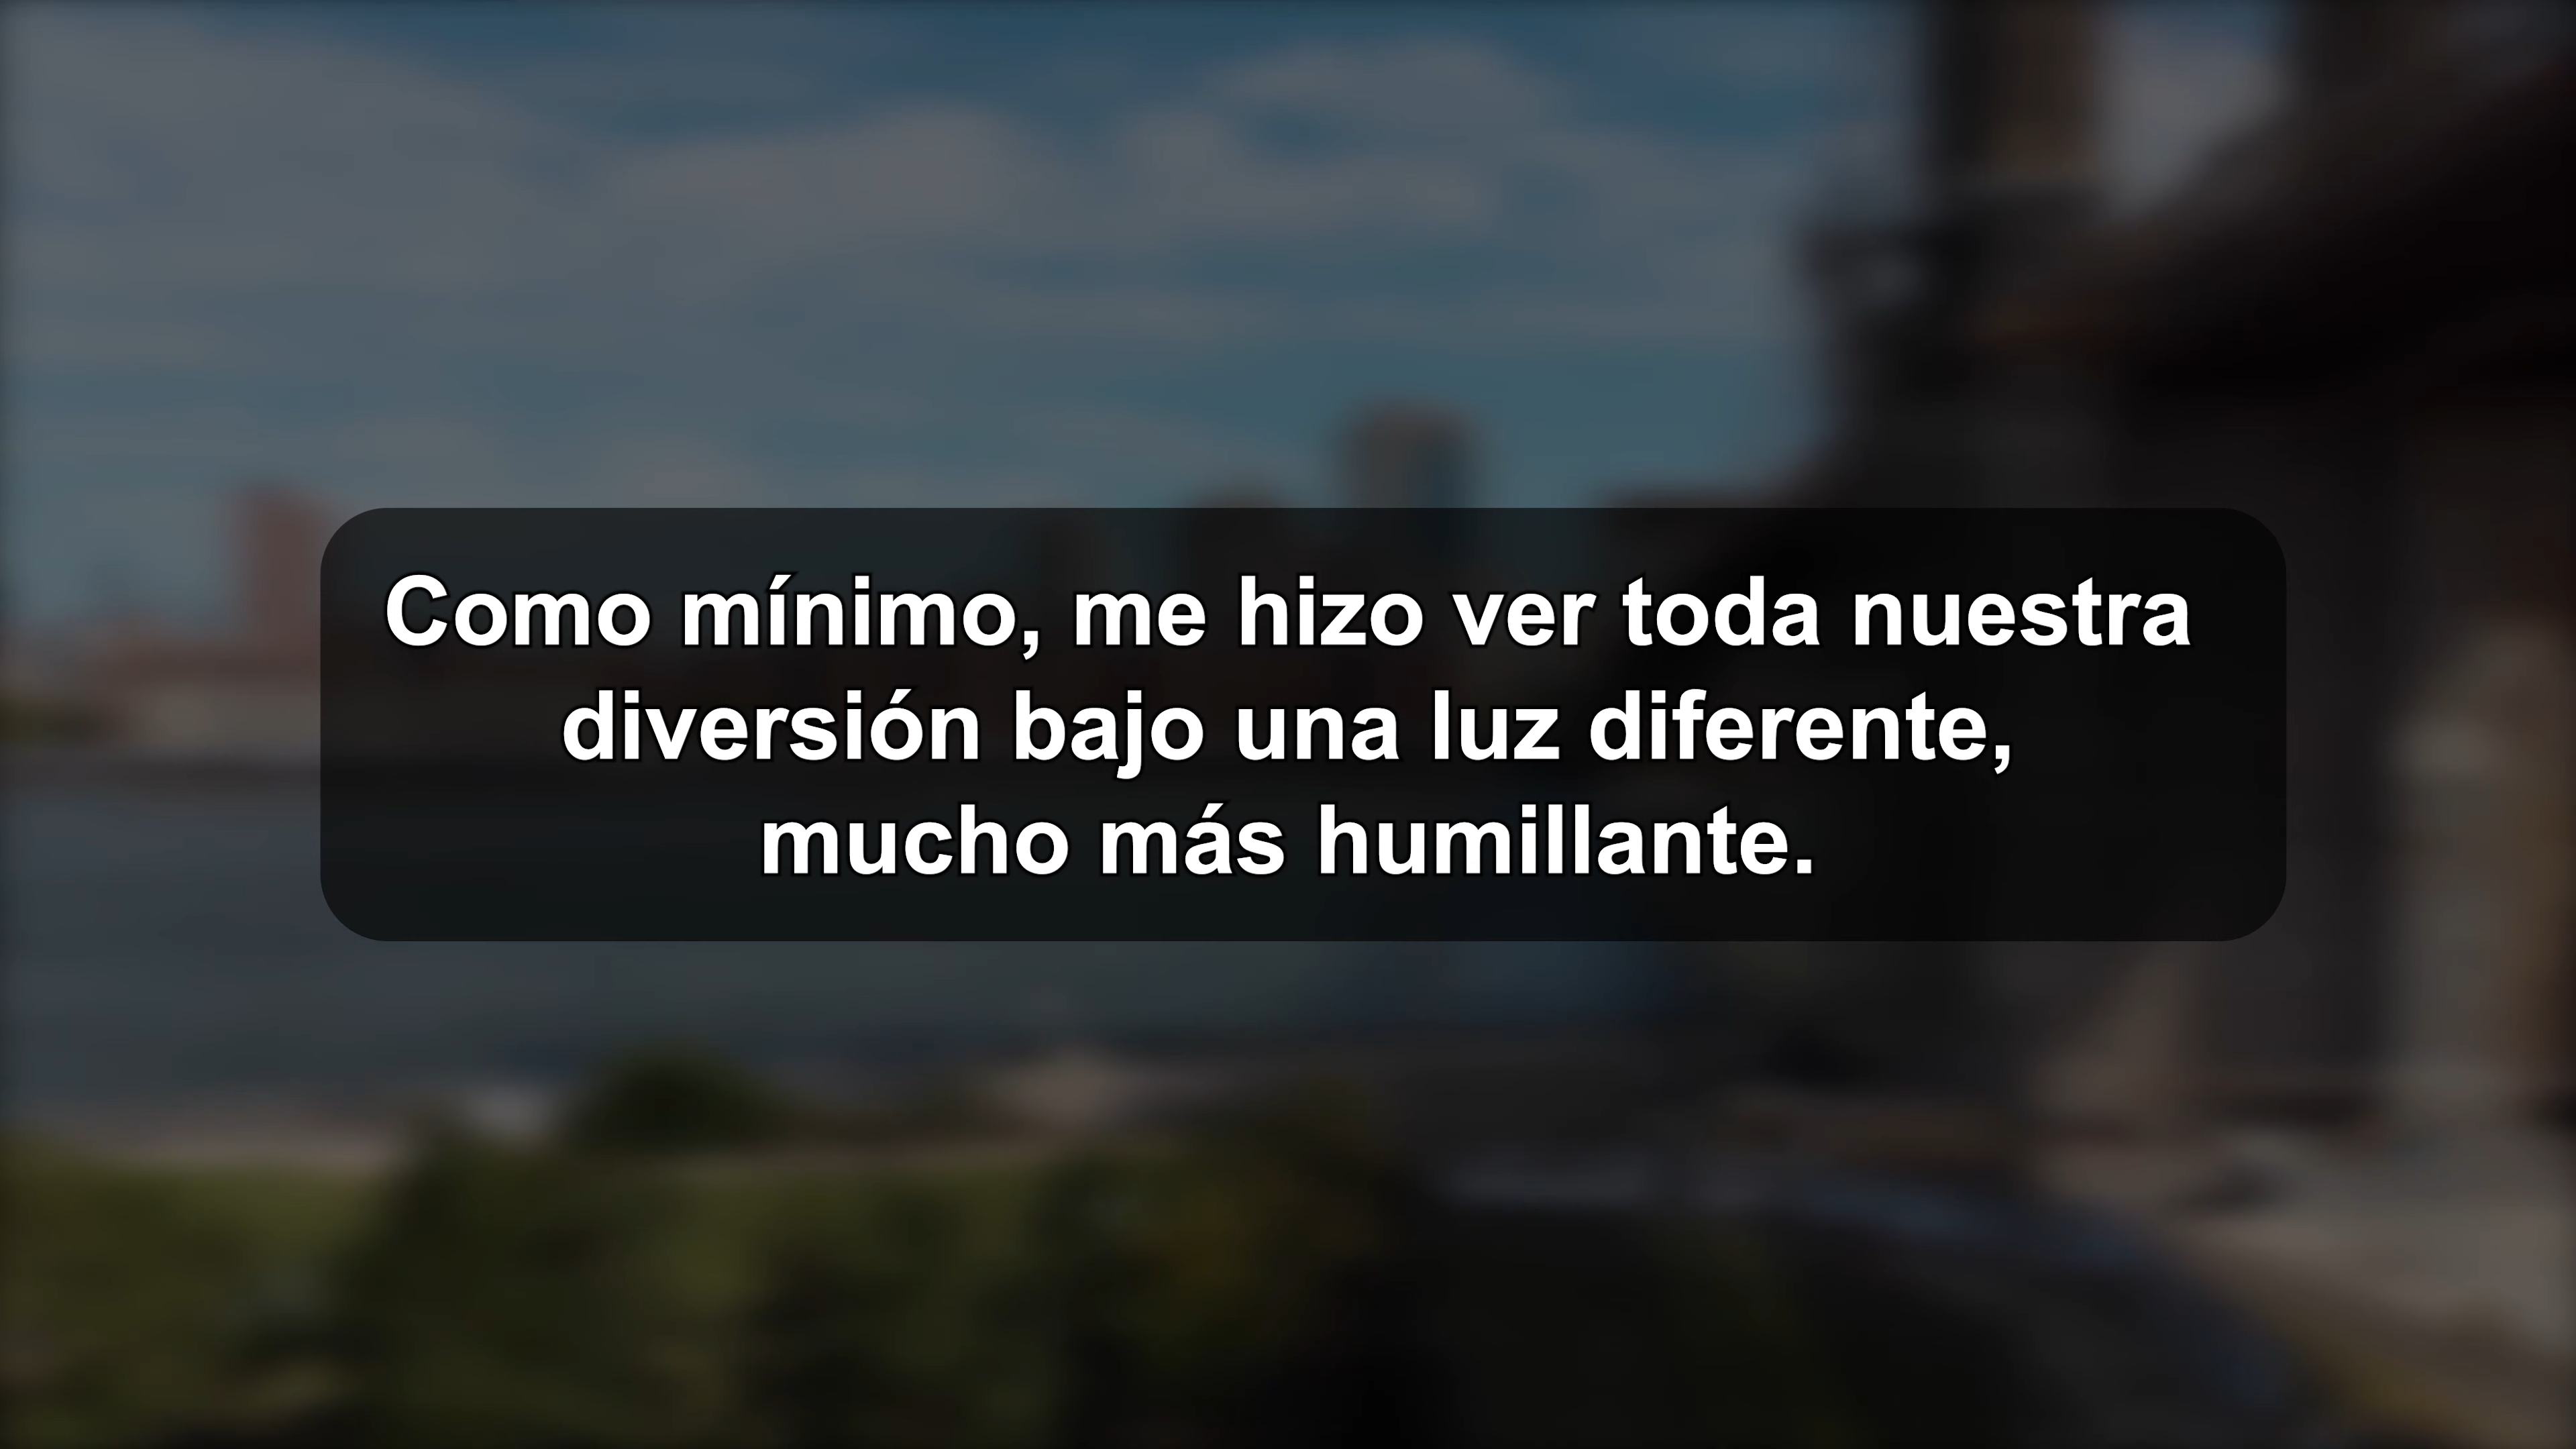 Como mínimo, me hizo ver toda nuestra
diversión bajo una luz diferente,
mucho más humillante.